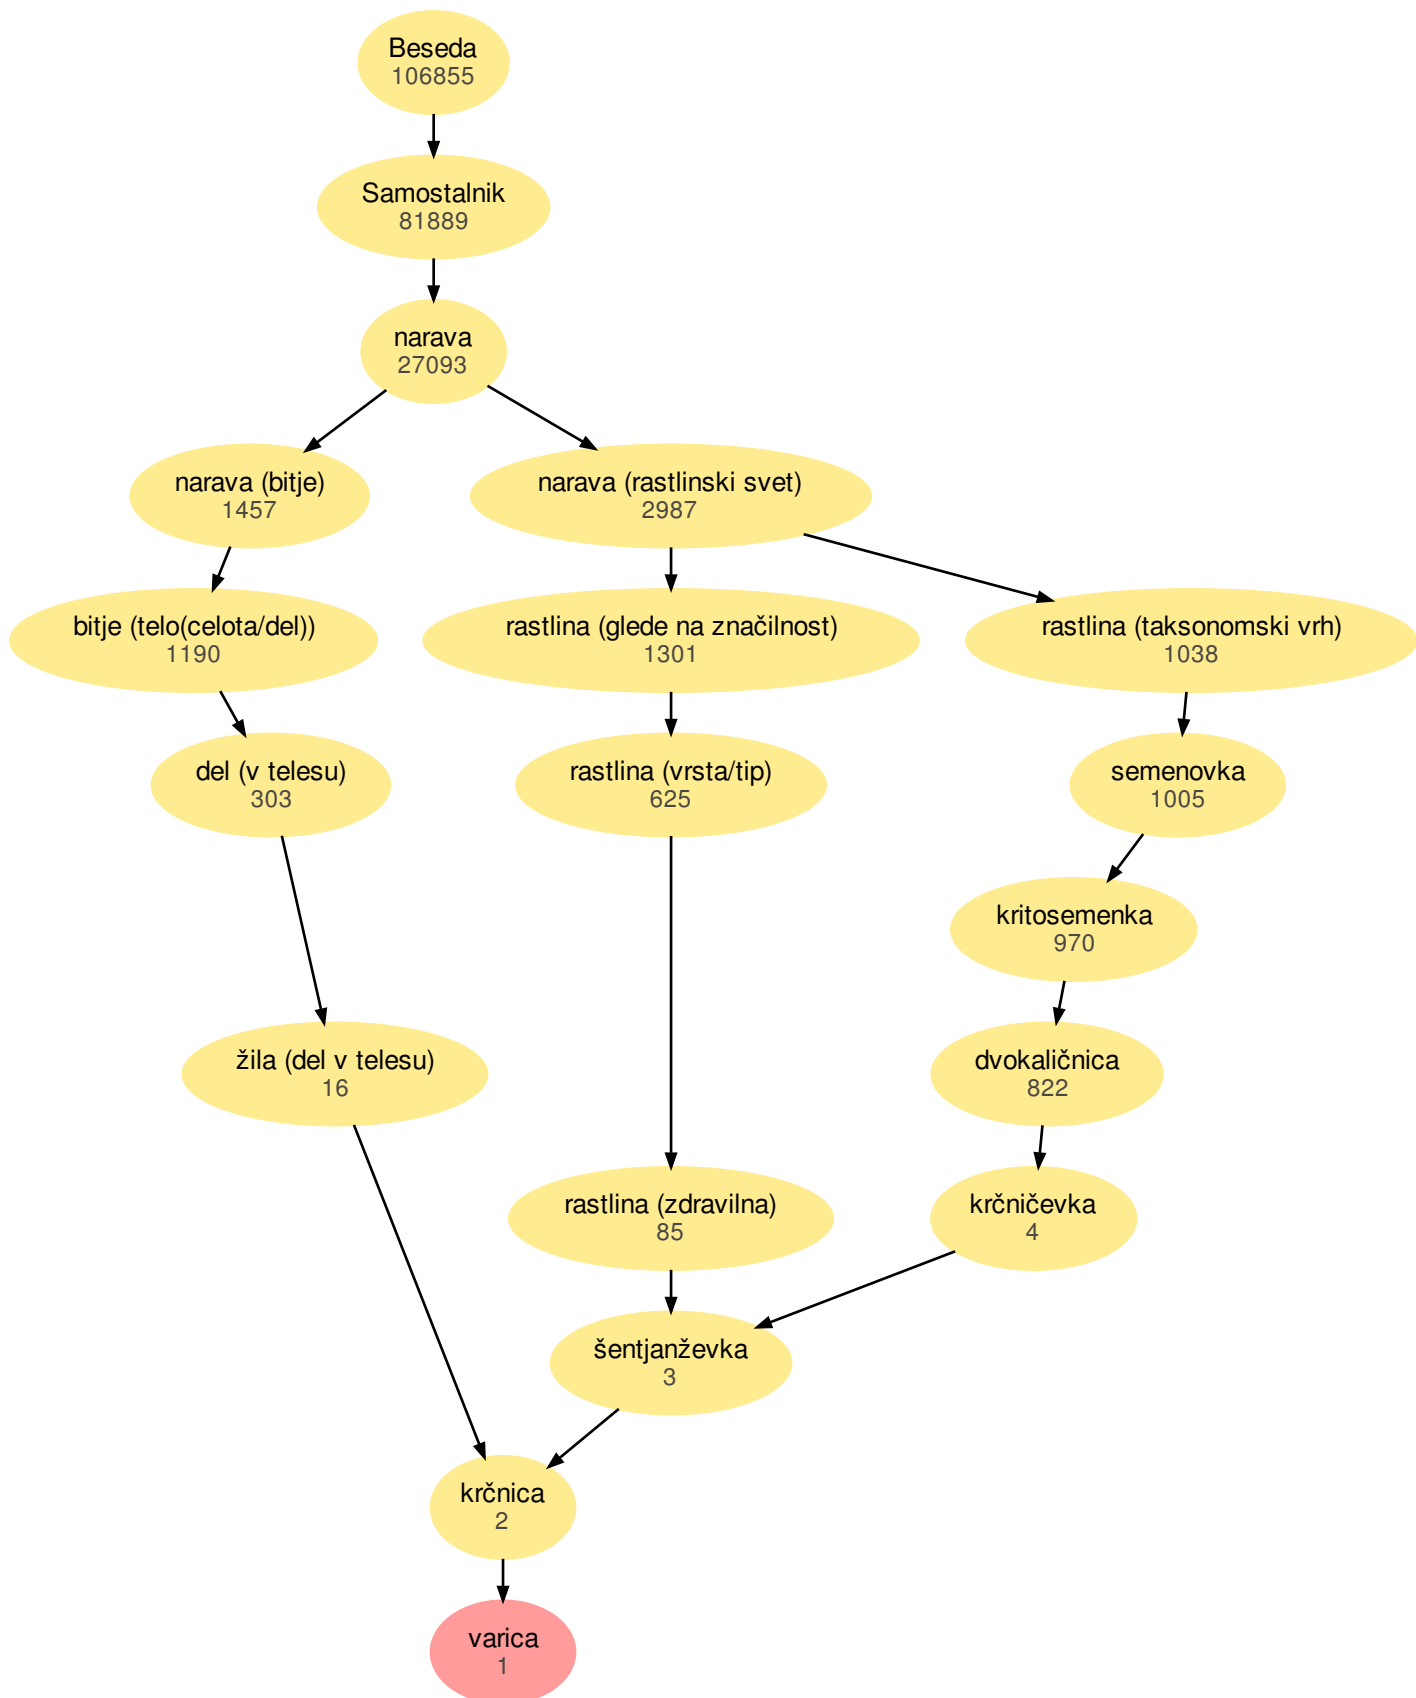 Beseda
106855
Samostalnik
81889
narava
27093
narava (bitje)
1457
narava (rastlinski svet)
2987
bitje (telo(celota/del))
1190
rastlina (glede na značilnost)
1301
rastlina (taksonomski vrh)
1038
del (v telesu)
303
rastlina (vrsta/tip)
625
semenovka
1005
kritosemenka
970
žila (del v telesu)
16
dvokaličnica
822
rastlina (zdravilna)
85
krčničevka
4
šentjanževka
3
krčnica
2
varica
1